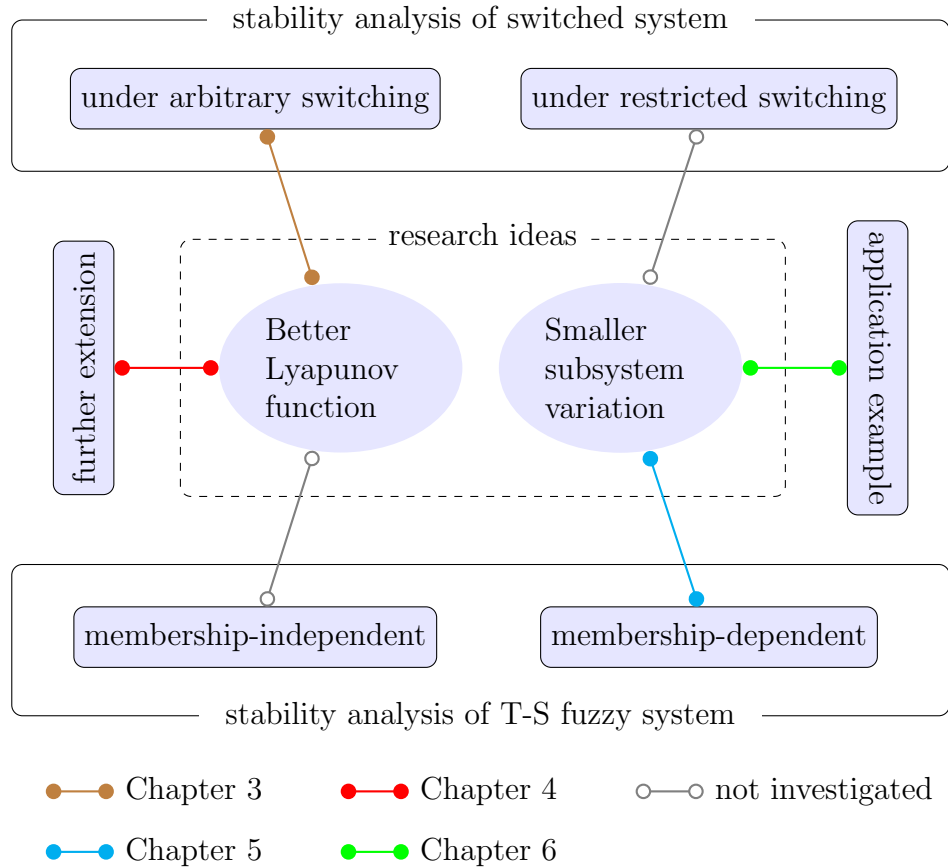 stability analysis of switched system
under arbitrary switching
under restricted switching
research ideas
further extension
Better
Lyapunov
function
Smaller
subsystem
variation
application example
membership-independent
membership-dependent
stability analysis of T-S fuzzy system
Chapter 3
Chapter 4
not investigated
Chapter 5
Chapter 6